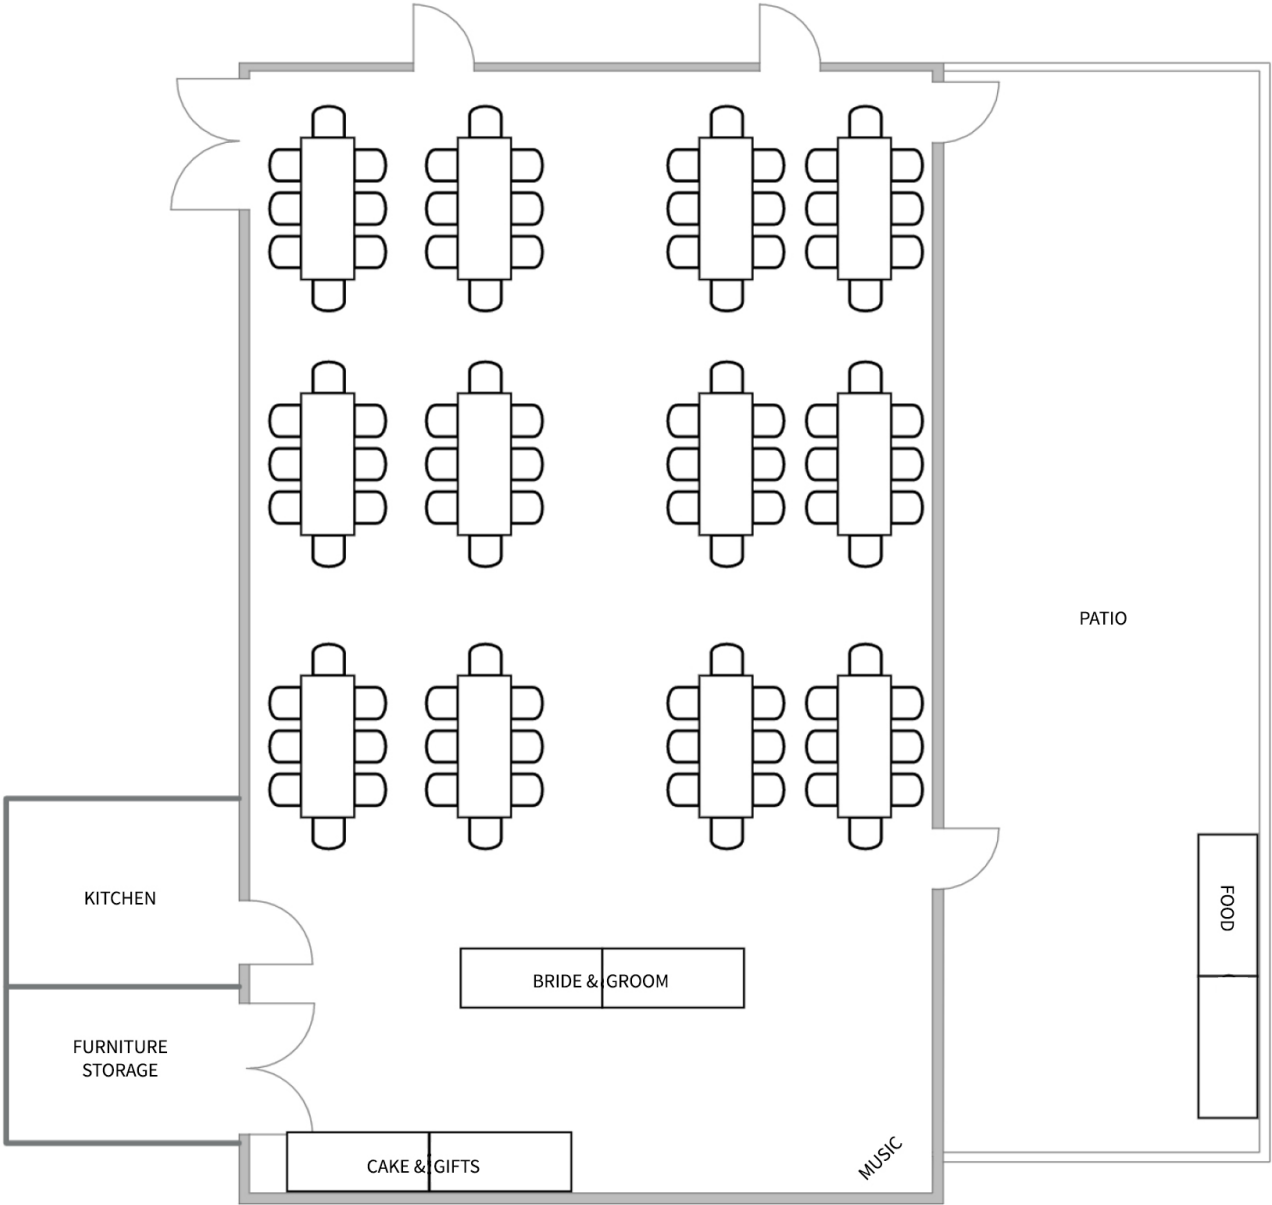 PATIO
KITCHEN
FOOD
BRIDE & GROOM
FURNITURE
STORAGE
MUSIC
CAKE & GIFTS